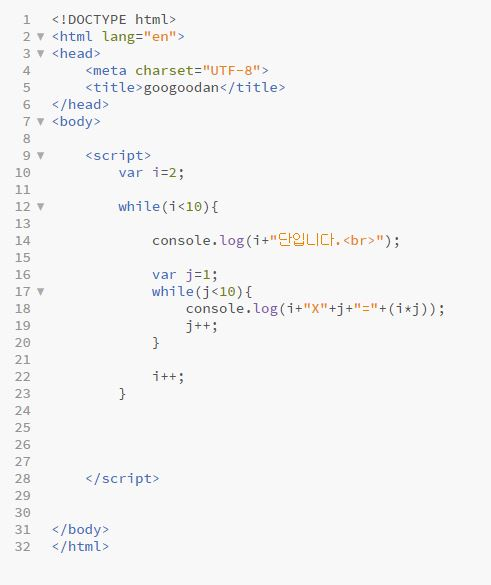 1 <!DOCTYPE html>
2 <html lang="en">
3 <head>
4     <meta charset="UTF-8">
5     <title>googoodan</title>
6 </head>
7 <body>
8
9     <script>
10         var i=2;
11
12         while(i<10){
13
14             console.log(i+"단입니다.<br>");
15
16             var j=1;
17             while(j<10){
18                 console.log(i+"X"+j+"="+(i*j));
19                 j++;
20             }
21
22             i++;
23         }
24
25
26
27
28     </script>
29
30
31 </body>
32 </html>